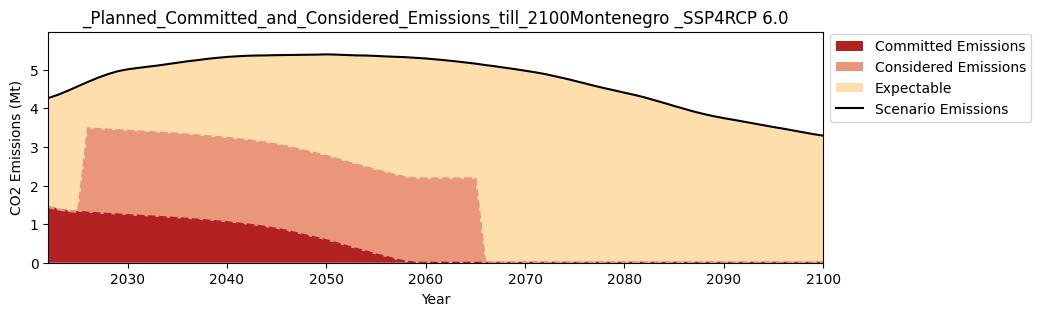 _Planned_Committed_and_Considered_Emissions_till_2100Montenegro _SSP4RCP 6.0
Committed Emissions
Considered Emissions
Expectable
Scenario Emissions
CO2 Emissions (Mt)
5
4
3
2
1
0
2030 2040 2050 2060 2070 2080 2090 2100
Year